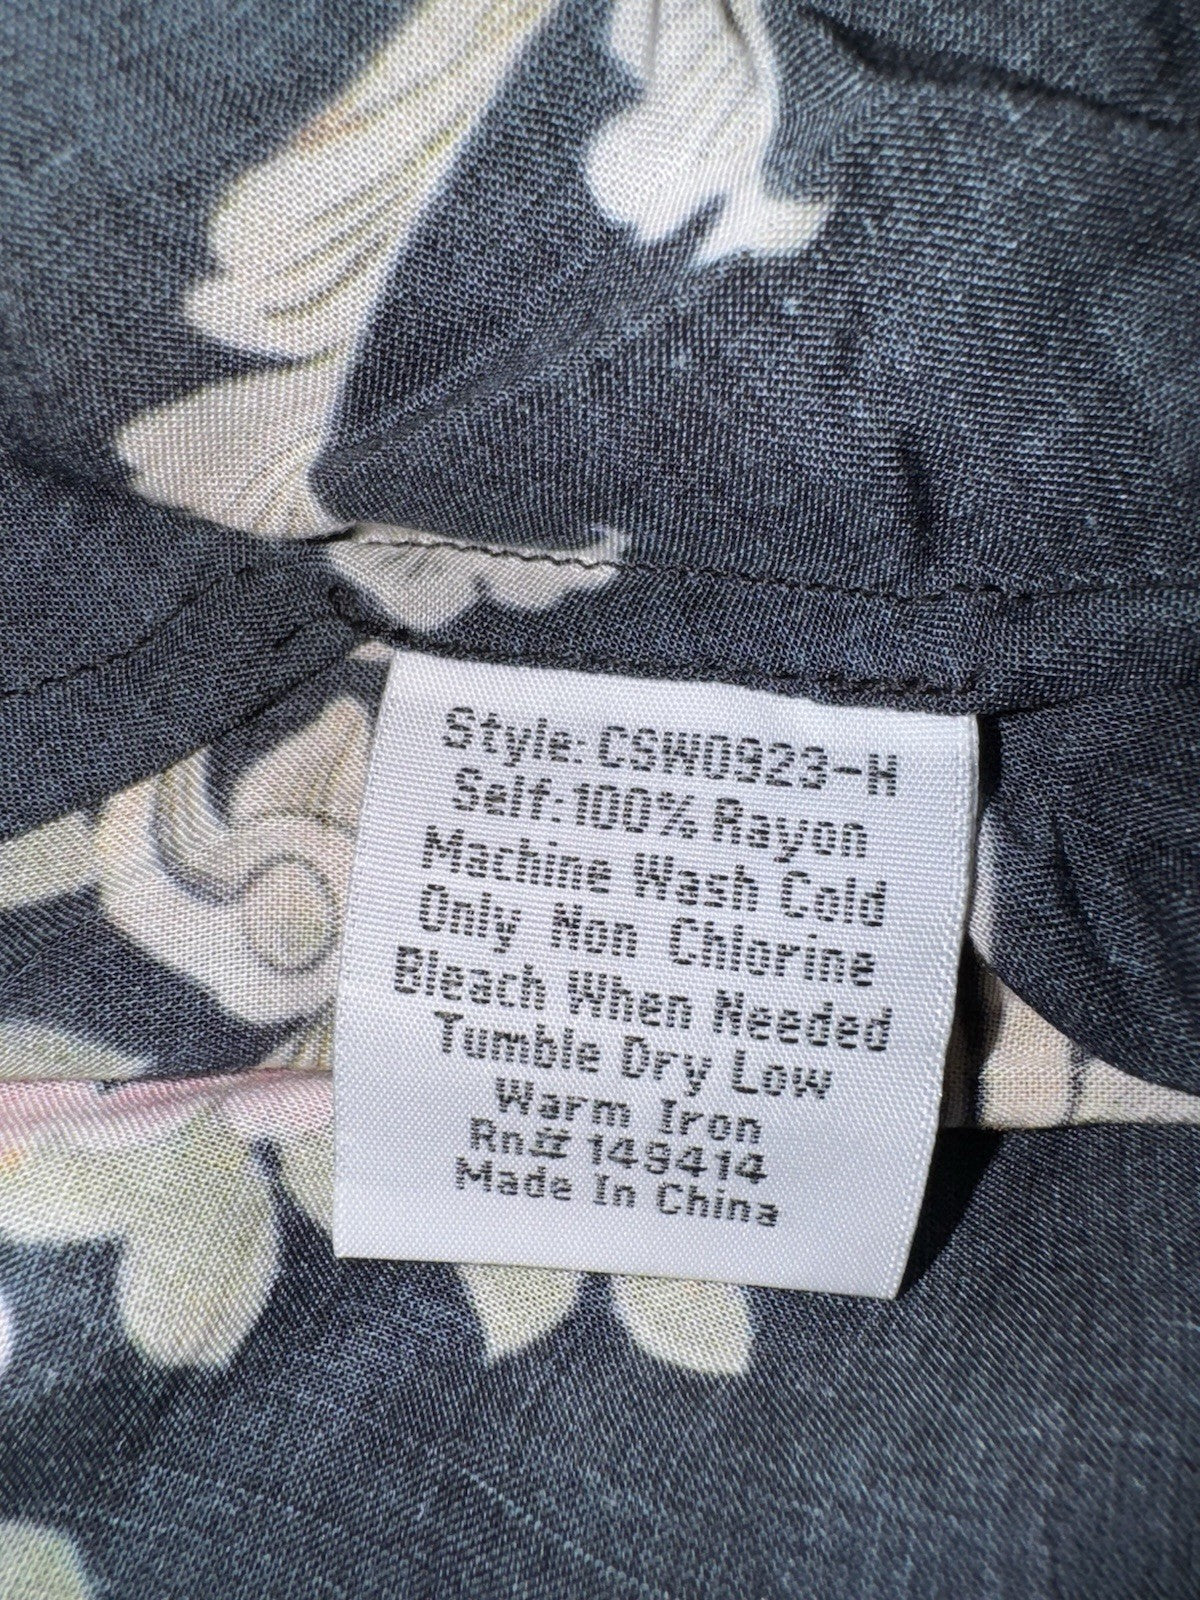 Style: CSW0923-H
Self: 100% Rayon
Machine Wash Cold
Only Non Chlorine
Bleach When Needed
Tumble Dry Low
Warm Iron
Rn# 149414
Made In China